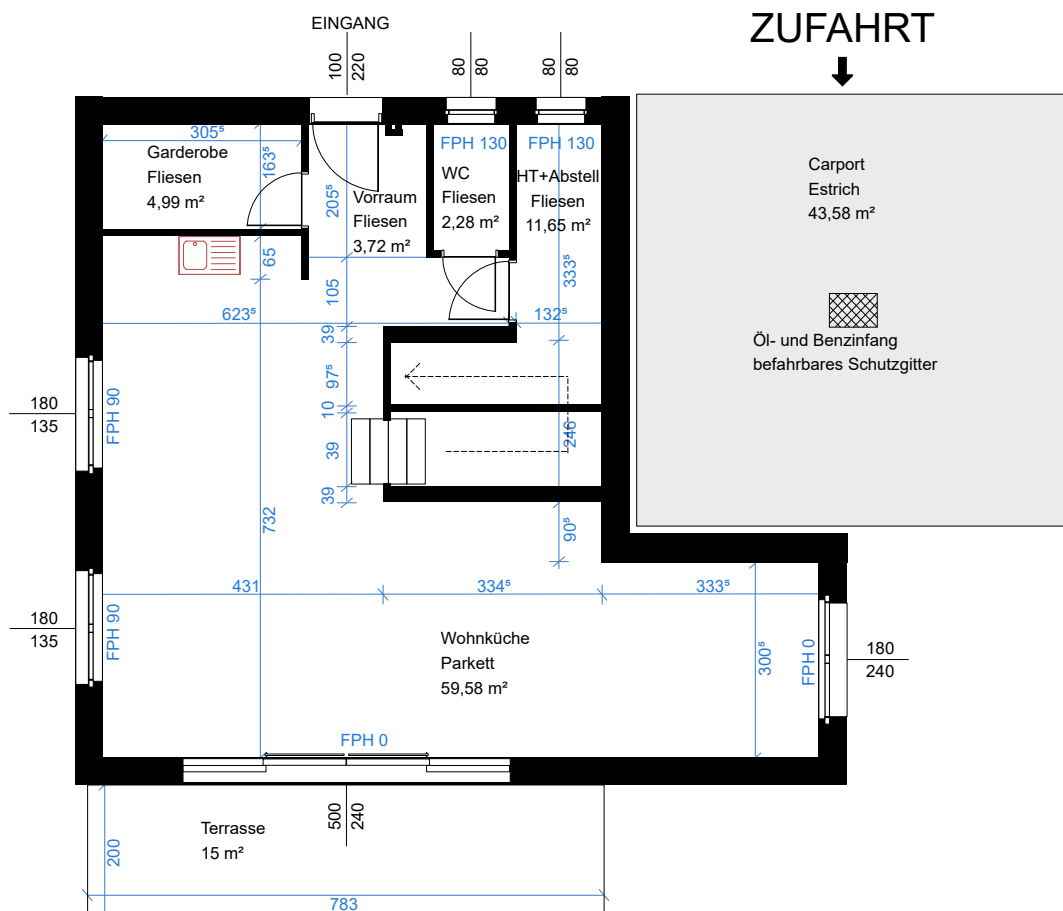 EINGANG
ZUFAHRT
100
220
80
80
80
80
305⁵
163⁵
Garderobe
Fliesen
4,99 m²
205⁵
Vorraum
Fliesen
3,72 m²
FPH 130
WC
Fliesen
2,28 m²
FPH 130
HT+Abstell
Fliesen
11,65 m²
Carport
Estrich
43,58 m²
65
105
333⁵
623⁵
132⁵
39
97⁵
10
39
39
246
90⁵
Öl- und Benzinfang
befahrbares Schutzgitter
180
135
FPH 90
732
431
334⁵
333⁵
180
135
FPH 90
Wohnküche
Parkett
59,58 m²
300⁵
FPH 0
180
240
FPH 0
500
240
Terrasse
15 m²
200
783